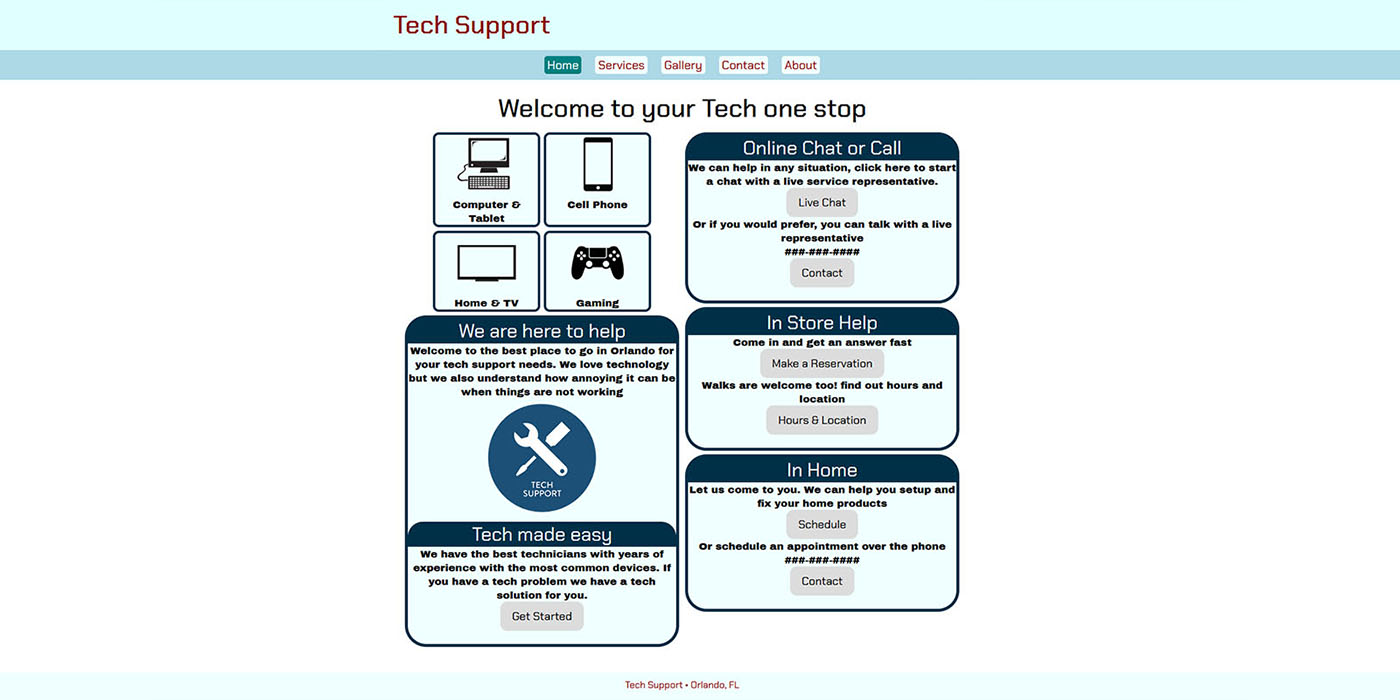 Tech Support
Home Services Gallery Contact About
Welcome to your Tech one stop
Computer &
Tablet
Cell Phone
Home & TV
Gaming
We are here to help
Welcome to the best place to go in Orlando for
your tech support needs. We love technology
but we also understand how annoying it can be
when things are not working
TECH
SUPPORT
Tech made easy
We have the best technicians with years of
experience with the most common devices. If
you have a tech problem we have a tech
solution for you.
Get Started
Online Chat or Call
We can help in any situation, click here to start
a chat with a live service representative.
Live Chat
Or if you would prefer, you can talk with a live
representative
###-###-####
Contact
In Store Help
Come in and get an answer fast
Make a Reservation
Walks are welcome too! find out hours and
location
Hours & Location
In Home
Let us come to you. We can help you setup and
fix your home products
Schedule
Or schedule an appointment over the phone
###-###-####
Contact
Tech Support • Orlando, FL